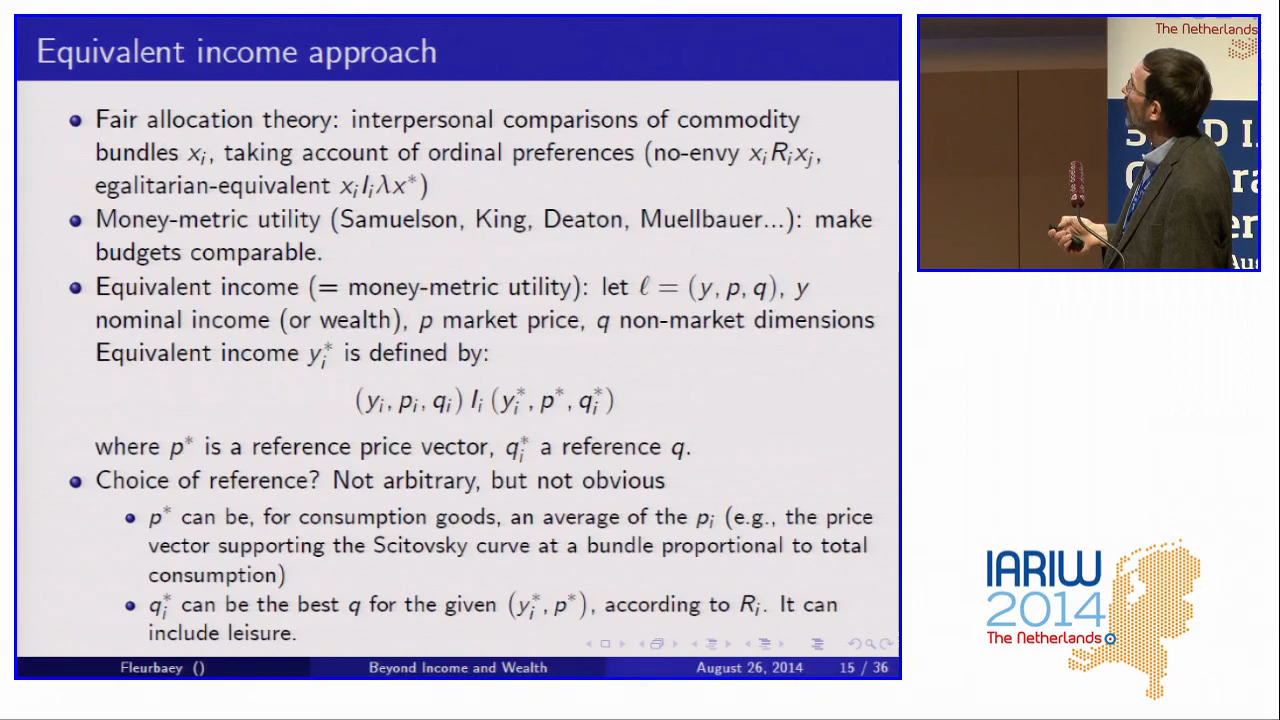 Equivalent income approach
Fair allocation theory: interpersonal comparisons of commodity
bundles xᵢ, taking account of ordinal preferences (no-envy xᵢRᵢxⱼ,
egalitarian-equivalent xᵢIᵢλx*)
Money-metric utility (Samuelson, King, Deaton, Muellbauer...): make
budgets comparable.
Equivalent income (= money-metric utility): let ℓ = (y, p, q), y
nominal income (or wealth), p market price, q non-market dimensions
Equivalent income yᵢ* is defined by:
(yᵢ, pᵢ, qᵢ) Iᵢ (yᵢ*, p*, qᵢ*)
where p* is a reference price vector, qᵢ* a reference q.
Choice of reference? Not arbitrary, but not obvious
p* can be, for consumption goods, an average of the pᵢ (e.g., the price
vector supporting the Scitovsky curve at a bundle proportional to total
consumption)
qᵢ* can be the best q for the given (yᵢ*, p*), according to Rᵢ. It can
include leisure.
Fleurbaey ()
Beyond Income and Wealth
August 26, 2014
15 / 36
The Netherlands
IARIW
2014
The Netherlands